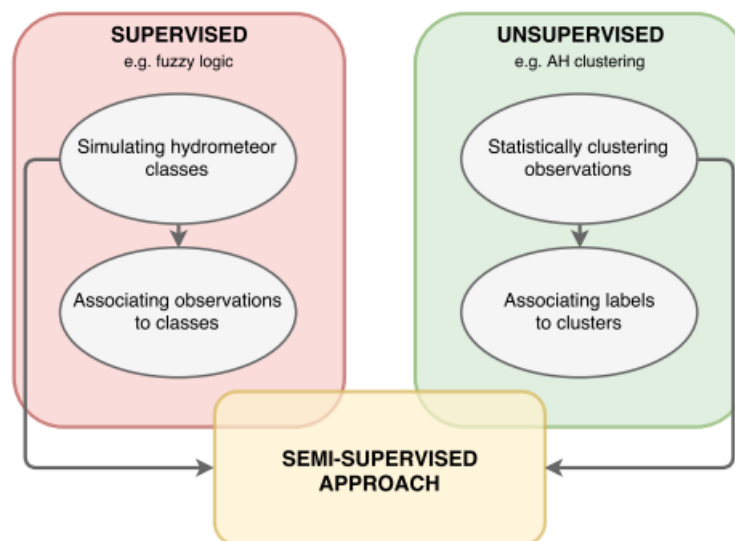 SUPERVISED
e.g. fuzzy logic
Simulating hydrometeor
classes
Associating observations
to classes
UNSUPERVISED
e.g. AH clustering
Statistically clustering
observations
Associating labels
to clusters
SEMI-SUPERVISED
APPROACH